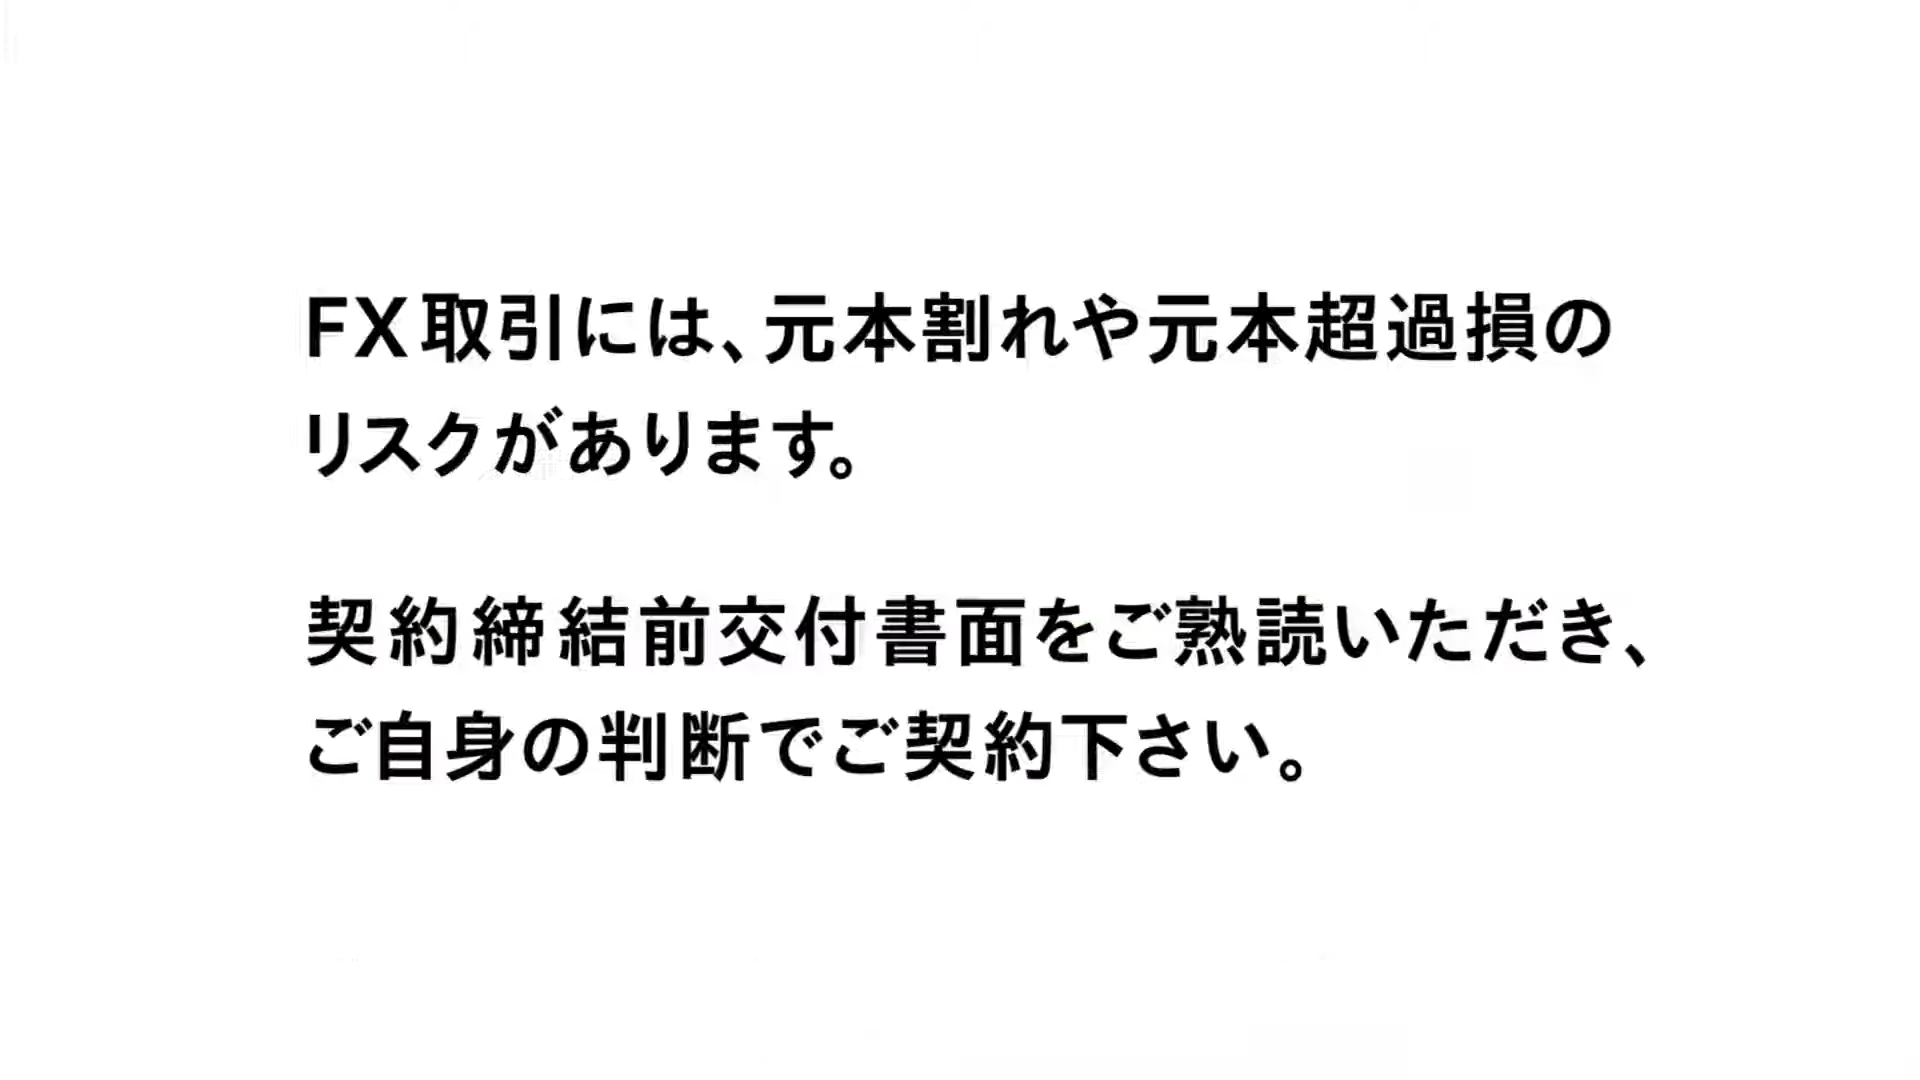 FX取引には、元本割れや元本超過損の
リスクがあります。
契約締結前交付書面をご熟読いただき、
ご自身の判断でご契約下さい。